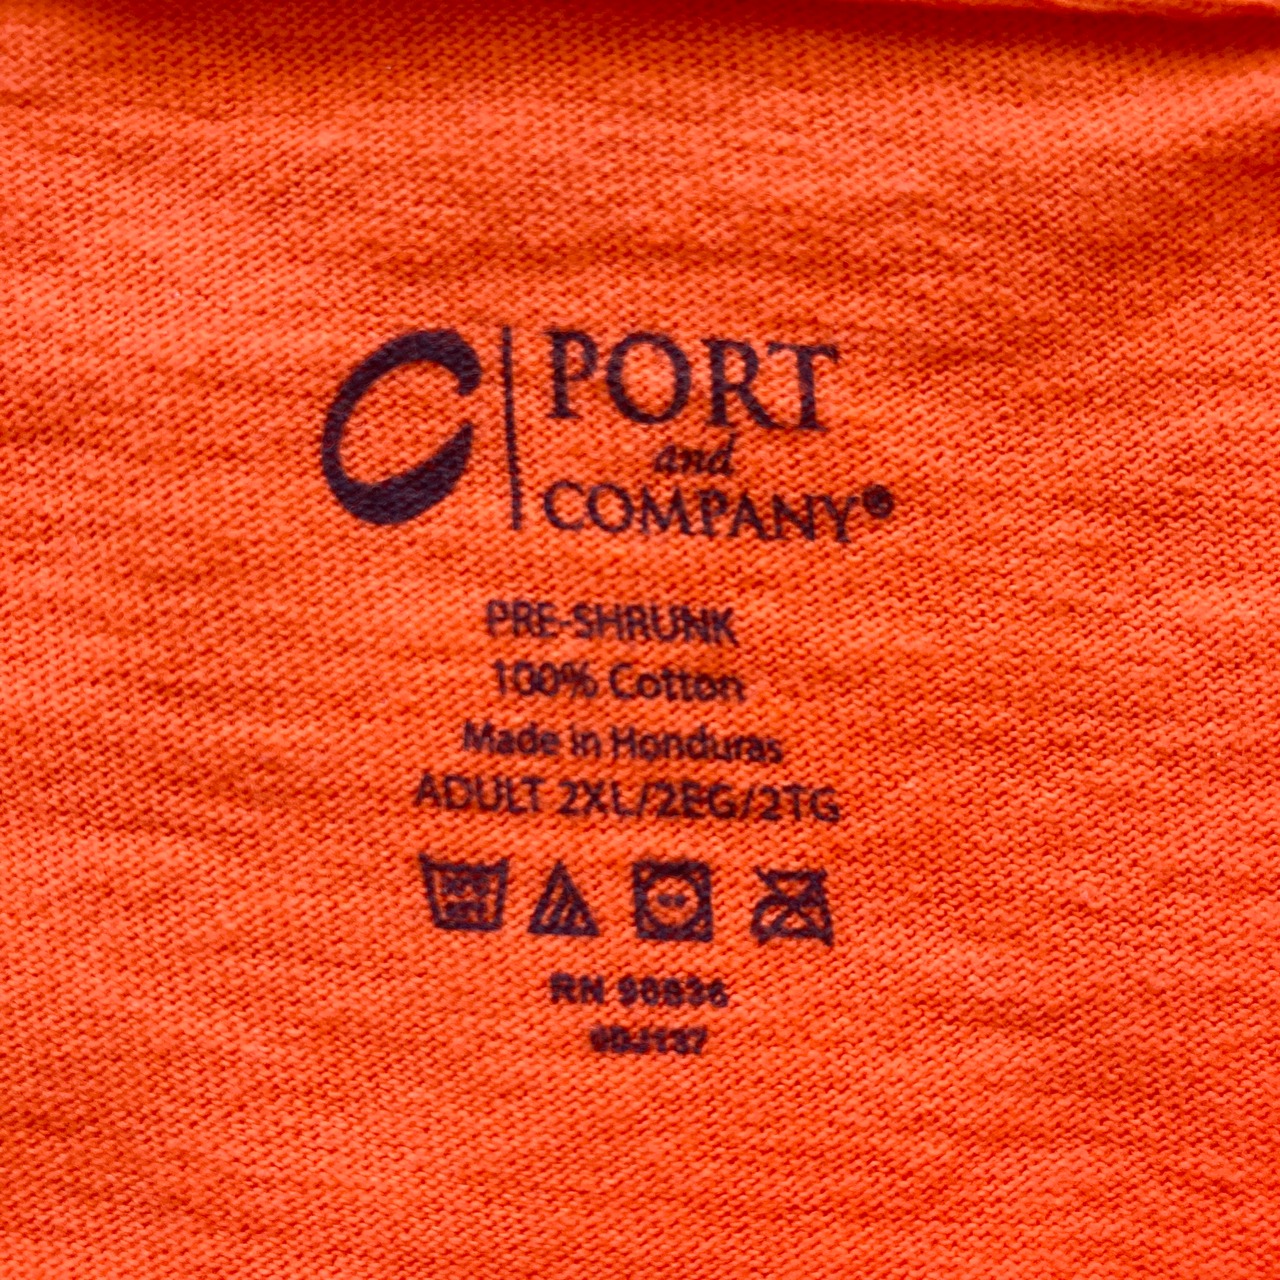 PORT
and
COMPANY®
PRE-SHRUNK
100% Cotton
Made in Honduras
ADULT 2XL/2EG/2TG
RN 90836